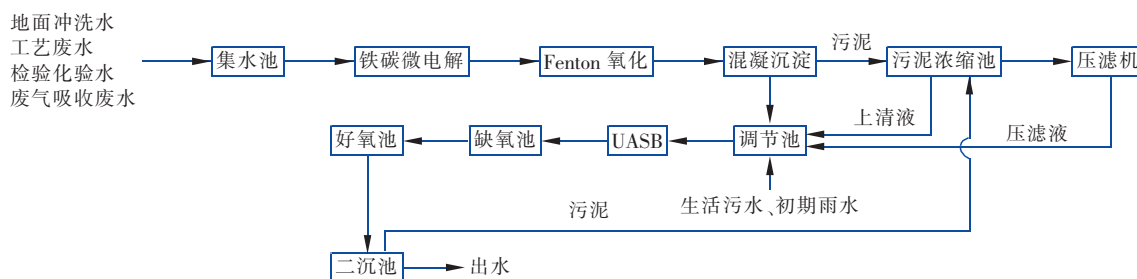 地面冲洗水
工艺废水
检验化验水
废气吸收废水
集水池
铁碳微电解
Fenton 氧化
混凝沉淀
污泥
污泥浓缩池
压滤机
上清液
压滤液
好氧池
缺氧池
UASB
调节池
生活污水、初期雨水
污泥
二沉池
出水